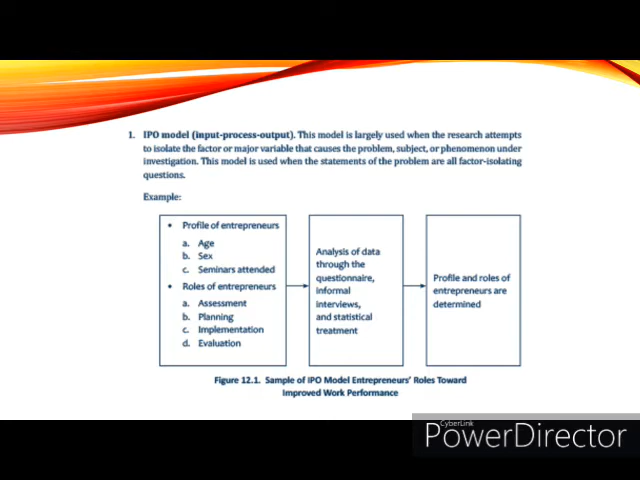 1. IPO model (input-process-output). This model is largely used when the research attempts
to isolate the factor or major variable that causes the problem, subject, or phenomenon under
investigation. This model is used when the statements of the problem are all factor-isolating
questions.
Example:
• Profile of entrepreneurs
a. Age
b. Sex
c. Seminars attended
• Roles of entrepreneurs
a. Assessment
b. Planning
c. Implementation
d. Evaluation
Analysis of data
through the
questionnaire,
informal
interviews,
and statistical
treatment
Profile and roles of
entrepreneurs are
determined
Figure 12.1. Sample of IPO Model Entrepreneurs' Roles Toward
Improved Work Performance
CyberLink
PowerDirector